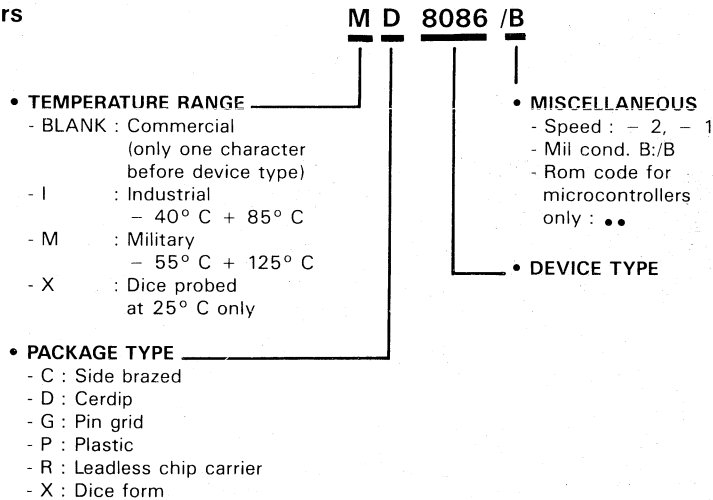 rs
M D 8086 /B
• TEMPERATURE RANGE
- BLANK : Commercial
(only one character
before device type)
- I : Industrial
– 40° C + 85° C
- M : Military
– 55° C + 125° C
- X : Dice probed
at 25° C only
• PACKAGE TYPE
- C : Side brazed
- D : Cerdip
- G : Pin grid
- P : Plastic
- R : Leadless chip carrier
- X : Dice form
• MISCELLANEOUS
- Speed : – 2, – 1
- Mil cond. B:/B
- Rom code for
microcontrollers
only : ••
• DEVICE TYPE